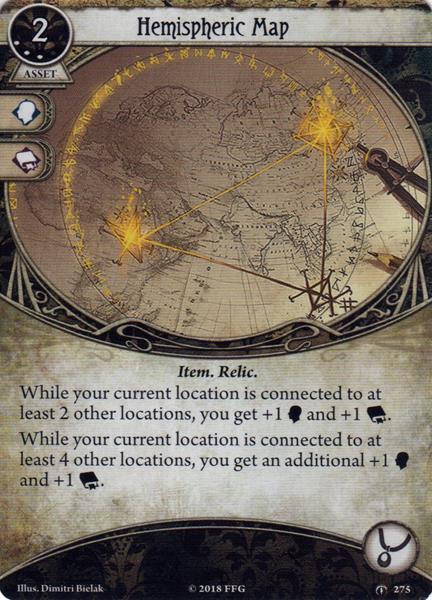 Hemispheric Map
2
ASSET
Item. Relic.
While your current location is connected to at
least 2 other locations, you get +1 and +1 .
While your current location is connected to at
least 4 other locations, you get an additional +1
and +1 .
Illus. Dimitri Bielak
© 2018 FFG
275